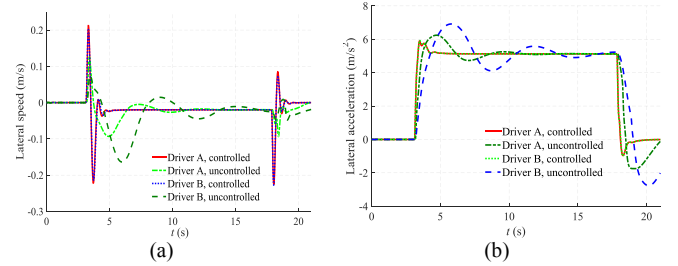 Lateral speed (m/s)
0.2
0.1
0
-0.1
-0.2
-0.3
0 5 10 15 20
t (s)
Driver A, controlled
Driver A, uncontrolled
Driver B, controlled
Driver B, uncontrolled
(a)
Lateral acceleration (m/s²)
8
6
4
2
0
-2
-4
0 5 10 15 20
t (s)
Driver A, controlled
Driver A, uncontrolled
Driver B, controlled
Driver B, uncontrolled
(b)